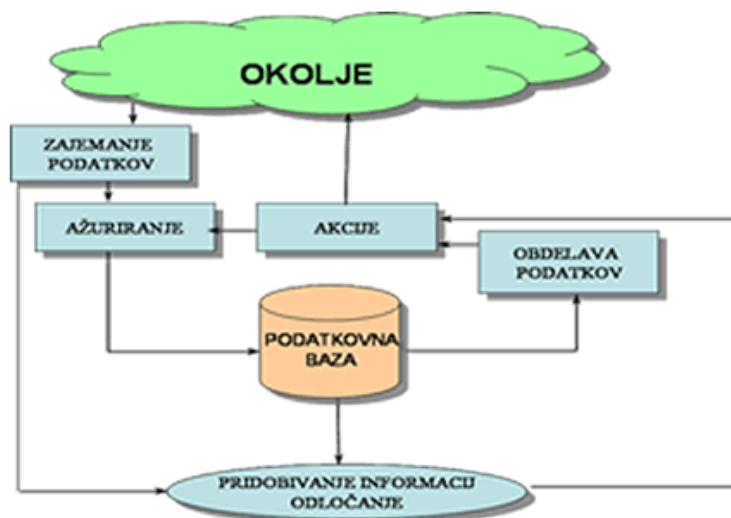 OKOLJE
ZAJEMANJE
PODATKOV
AŽURIRANJE
AKCIJE
OBDELAVA
PODATKOV
PODATKOVNA
BAZA
PRIDOBIVANJE INFORMACIJ
ODLOČANJE